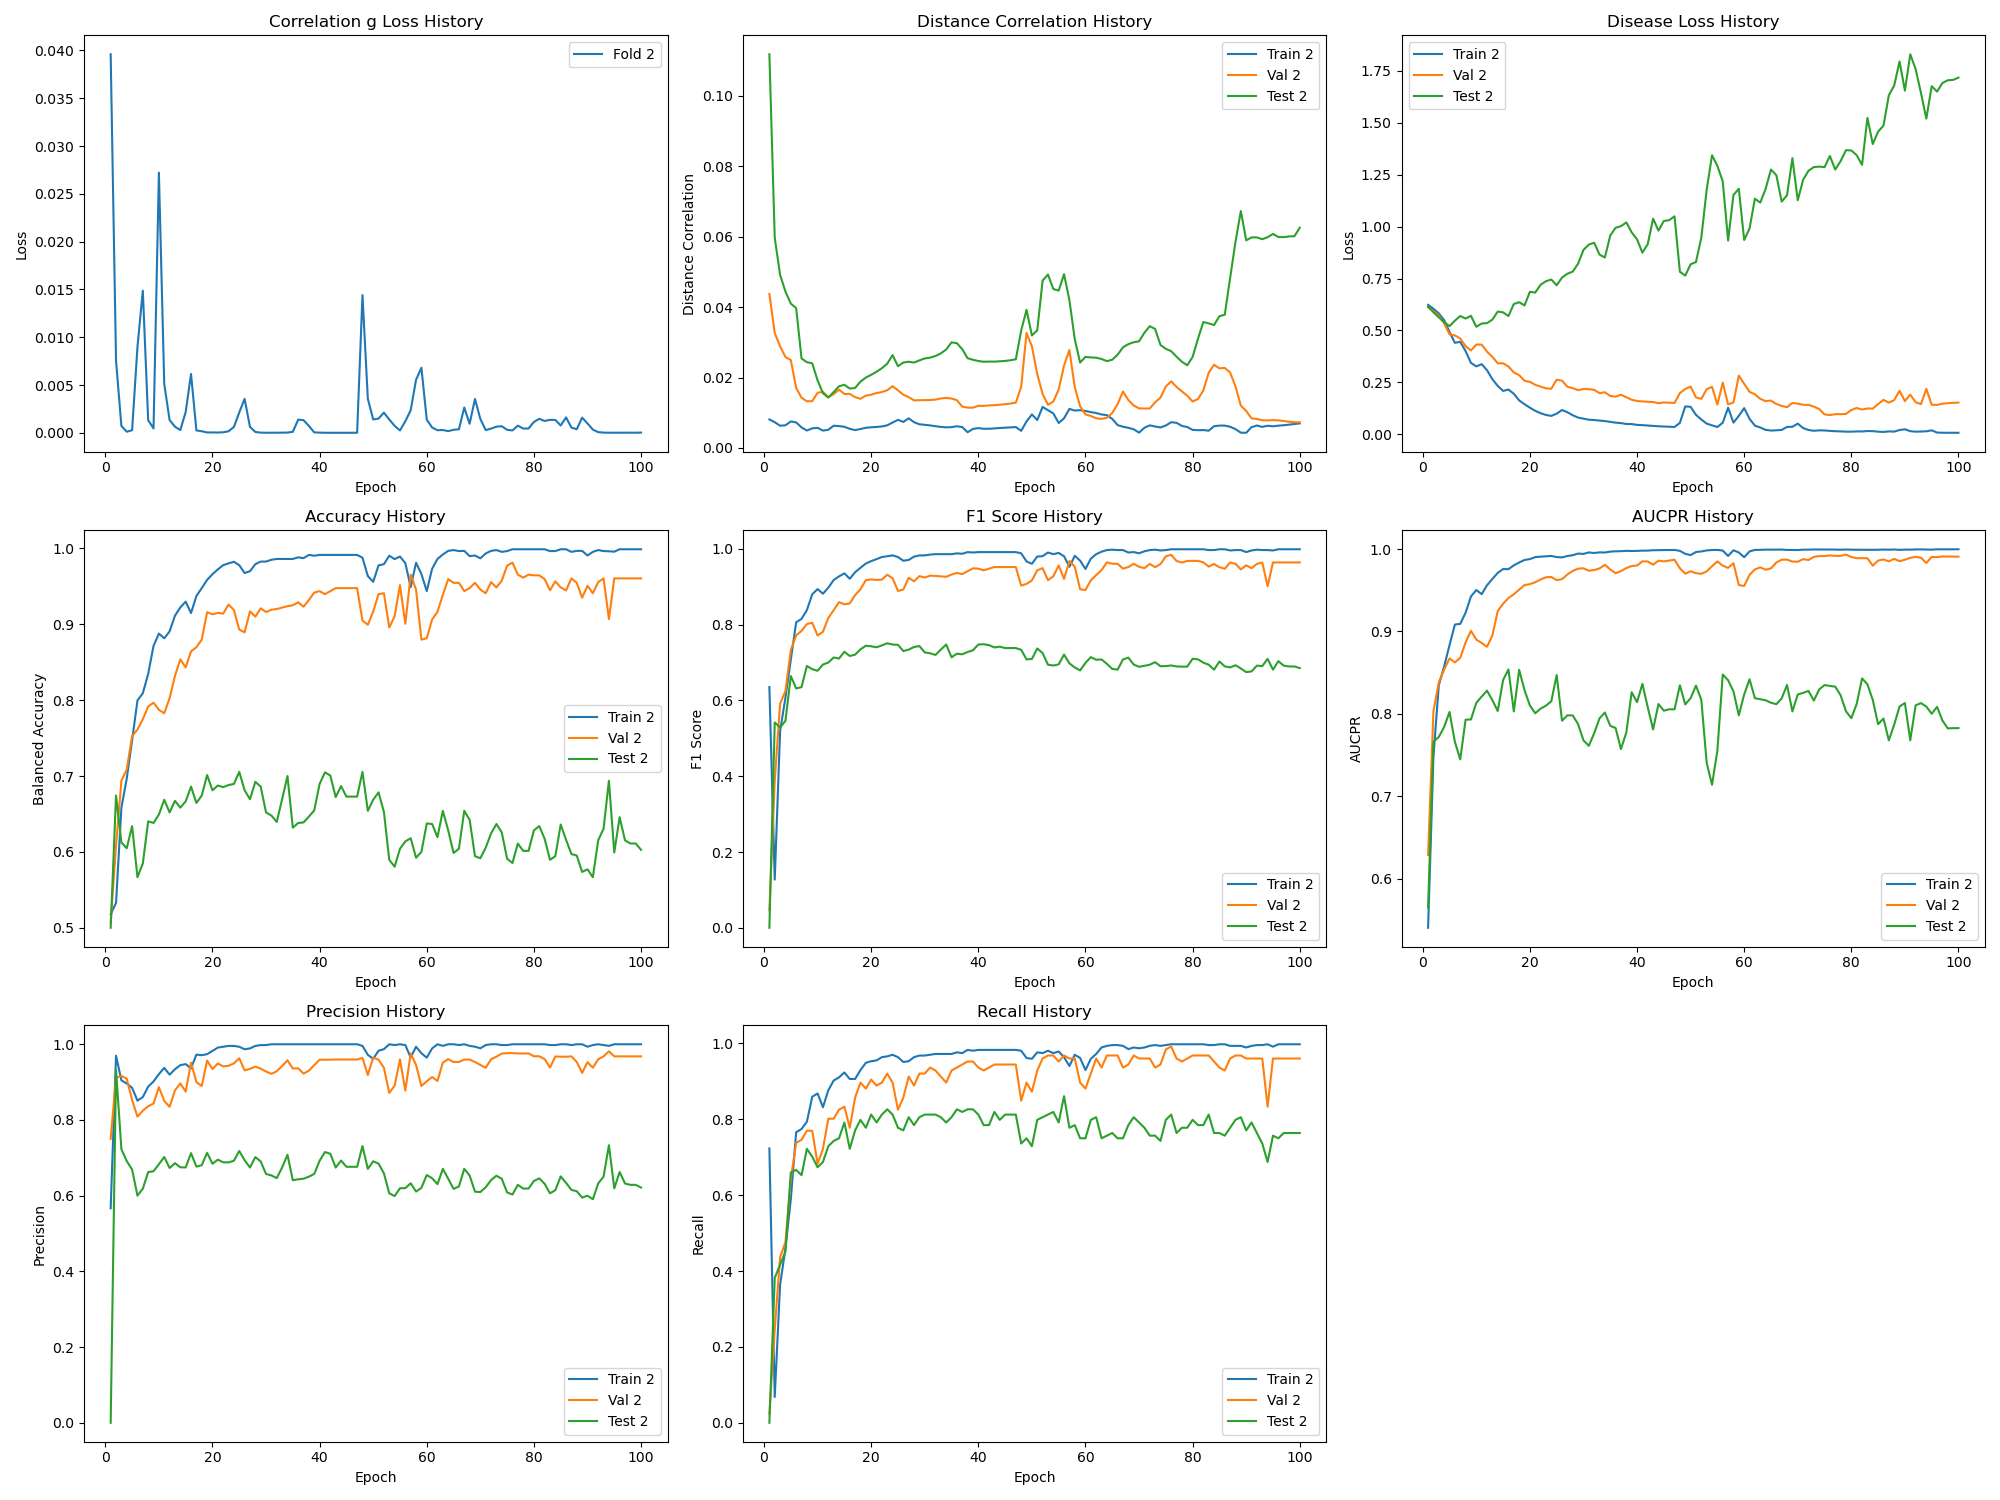 Correlation g Loss History
Loss
0.040
0.035
0.030
0.025
0.020
0.015
0.010
0.005
0.000
0 20 40 60 80 100
Epoch
Fold 2
Distance Correlation History
Distance Correlation
0.10
0.08
0.06
0.04
0.02
0.00
0 20 40 60 80 100
Epoch
Train 2
Val 2
Test 2
Disease Loss History
Loss
1.75
1.50
1.25
1.00
0.75
0.50
0.25
0.00
0 20 40 60 80 100
Epoch
Train 2
Val 2
Test 2
Accuracy History
Balanced Accuracy
1.0
0.9
0.8
0.7
0.6
0.5
0 20 40 60 80 100
Epoch
Train 2
Val 2
Test 2
F1 Score History
F1 Score
1.0
0.8
0.6
0.4
0.2
0.0
0 20 40 60 80 100
Epoch
Train 2
Val 2
Test 2
AUCPR History
AUCPR
1.0
0.9
0.8
0.7
0.6
0 20 40 60 80 100
Epoch
Train 2
Val 2
Test 2
Precision History
Precision
1.0
0.8
0.6
0.4
0.2
0.0
0 20 40 60 80 100
Epoch
Train 2
Val 2
Test 2
Recall History
Recall
1.0
0.8
0.6
0.4
0.2
0.0
0 20 40 60 80 100
Epoch
Train 2
Val 2
Test 2